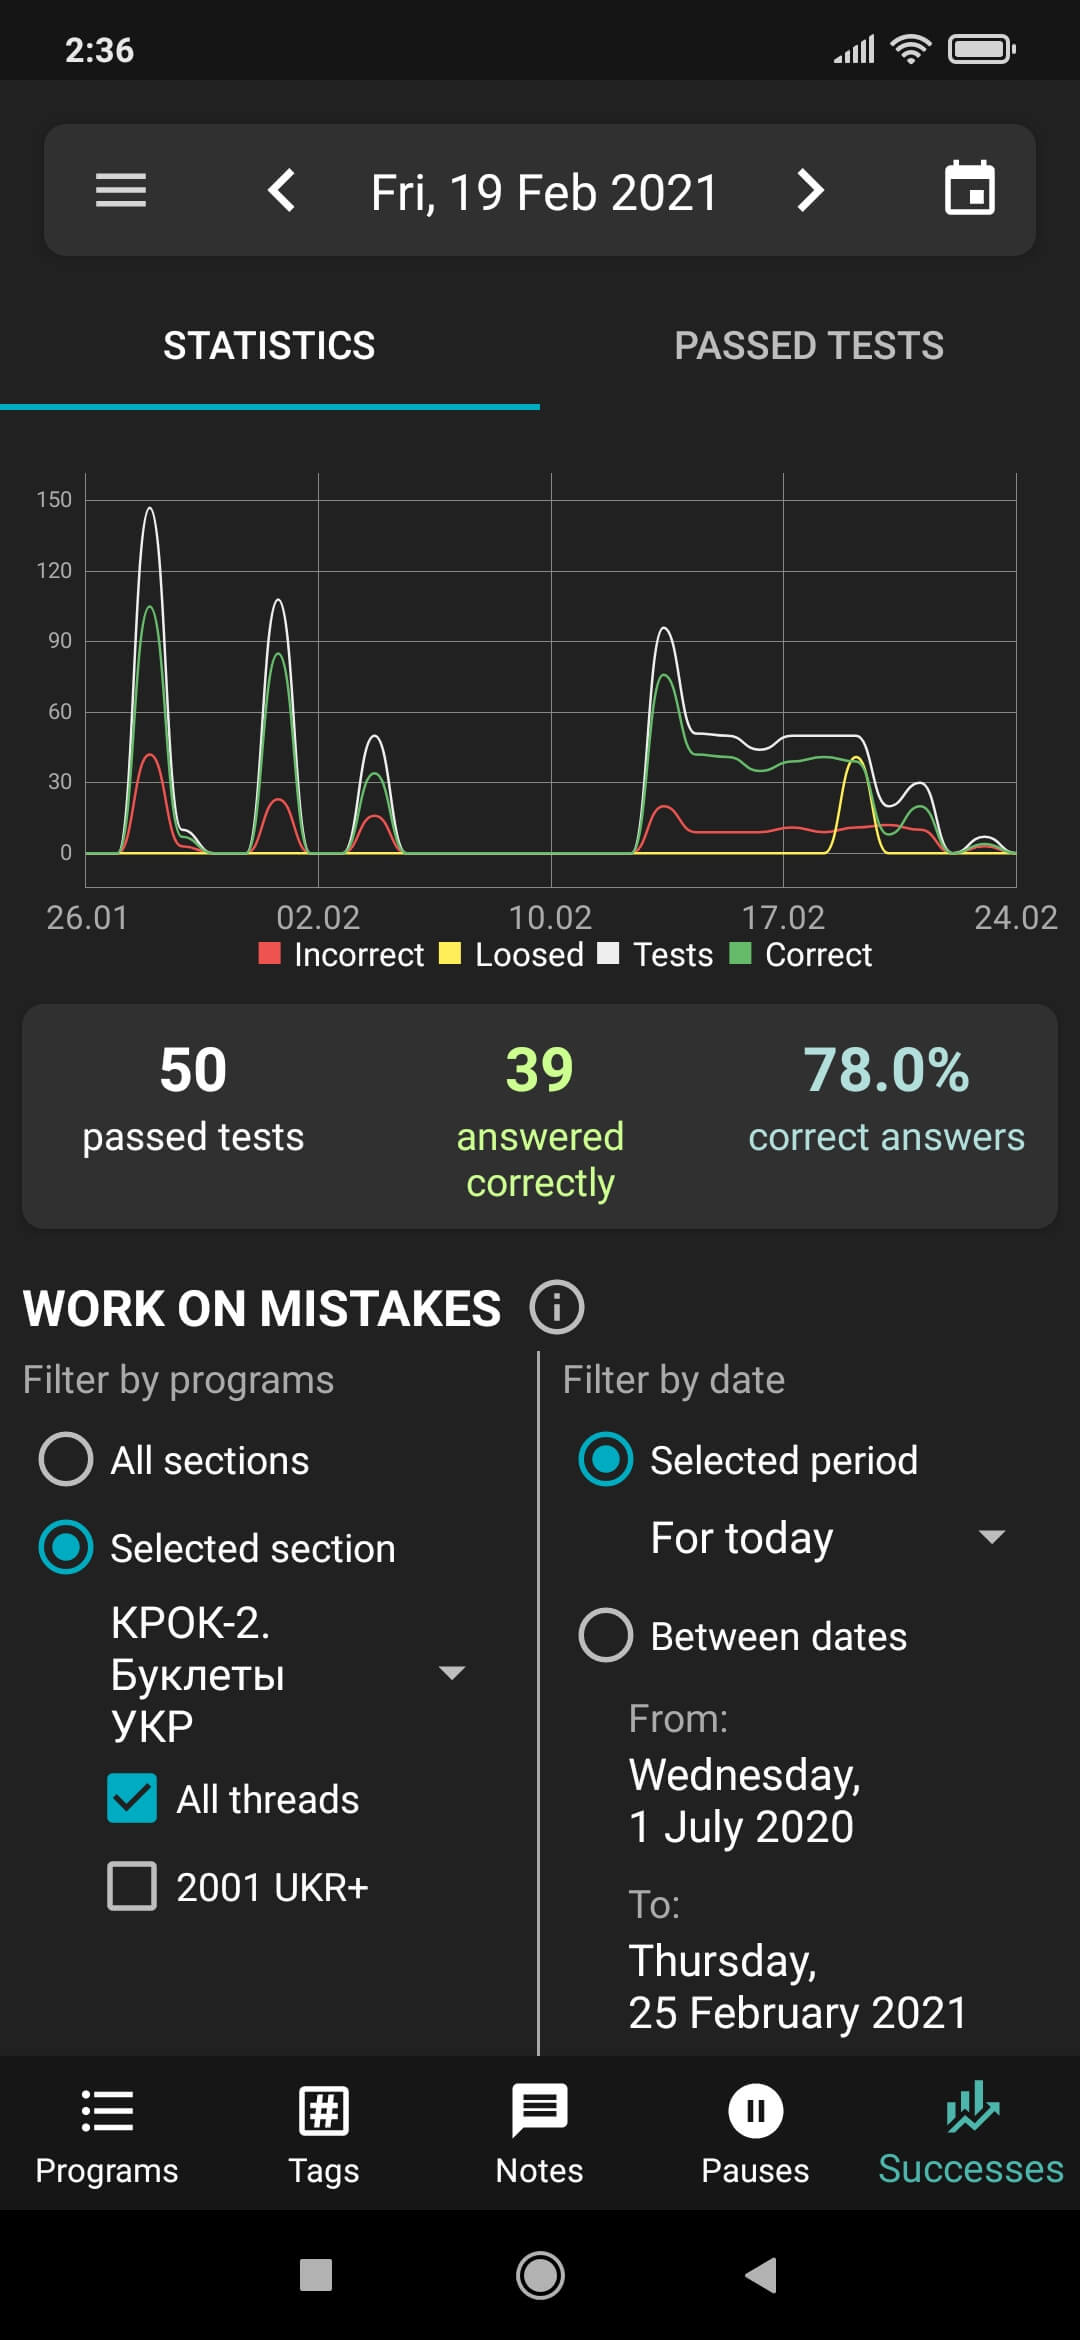 2:36
Fri, 19 Feb 2021
STATISTICS PASSED TESTS
150
120
90
60
30
0
26.01 02.02 10.02 17.02 24.02
Incorrect Loosed Tests Correct
50 39 78.0%
passed tests answered correct answers
correctly
WORK ON MISTAKES
Filter by programs
All sections
Selected section
КРОК-2.
Буклеты
УКР
All threads
2001 UKR+
Filter by date
Selected period
For today
Between dates
From:
Wednesday,
1 July 2020
To:
Thursday,
25 February 2021
Programs Tags Notes Pauses Successes